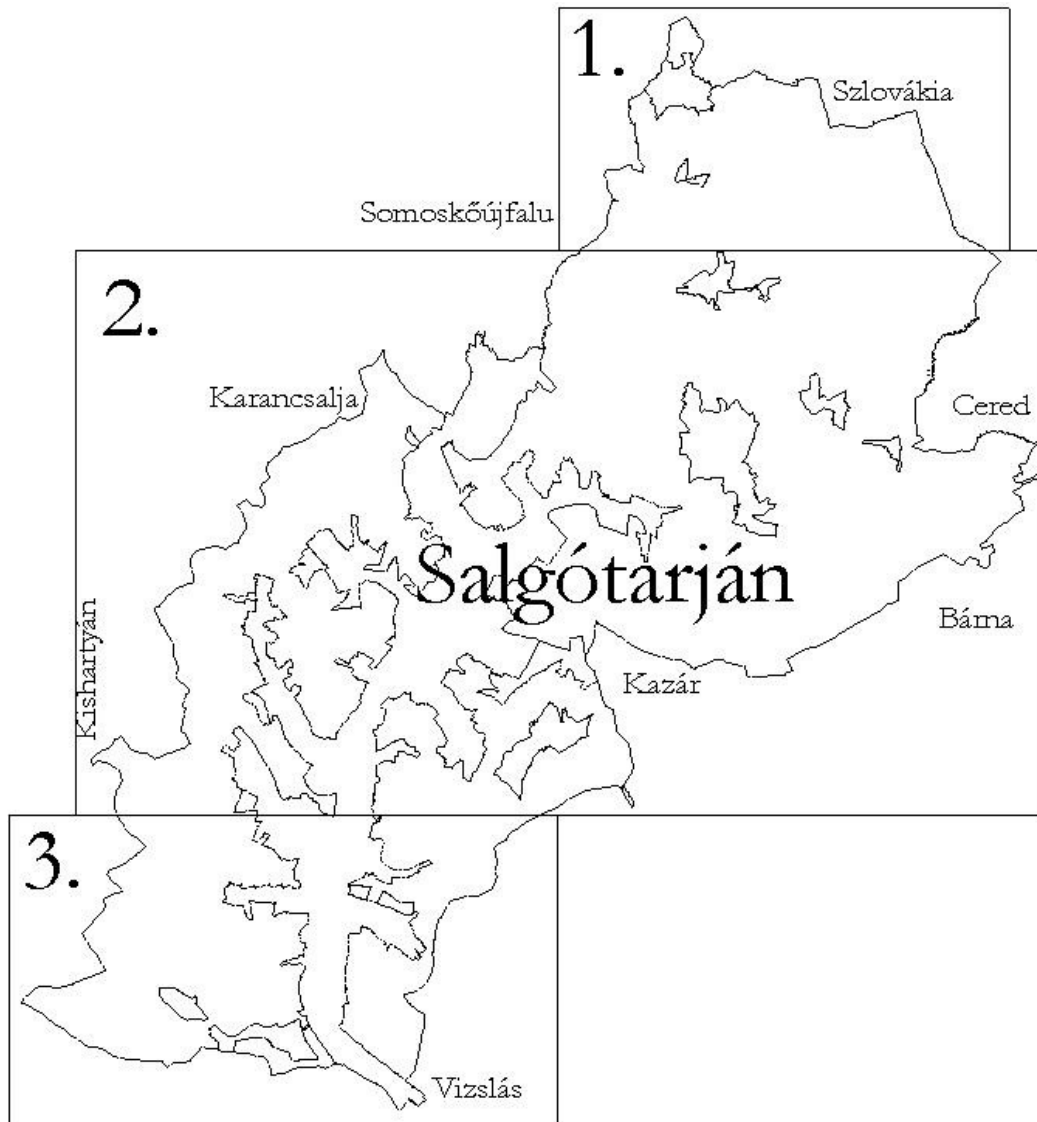 1.
Szlovákia
Somoskőújfalu
2.
Karancsalja
Cered
Salgótarján
Bárna
Kishartyán
Kazár
3.
Vizslás